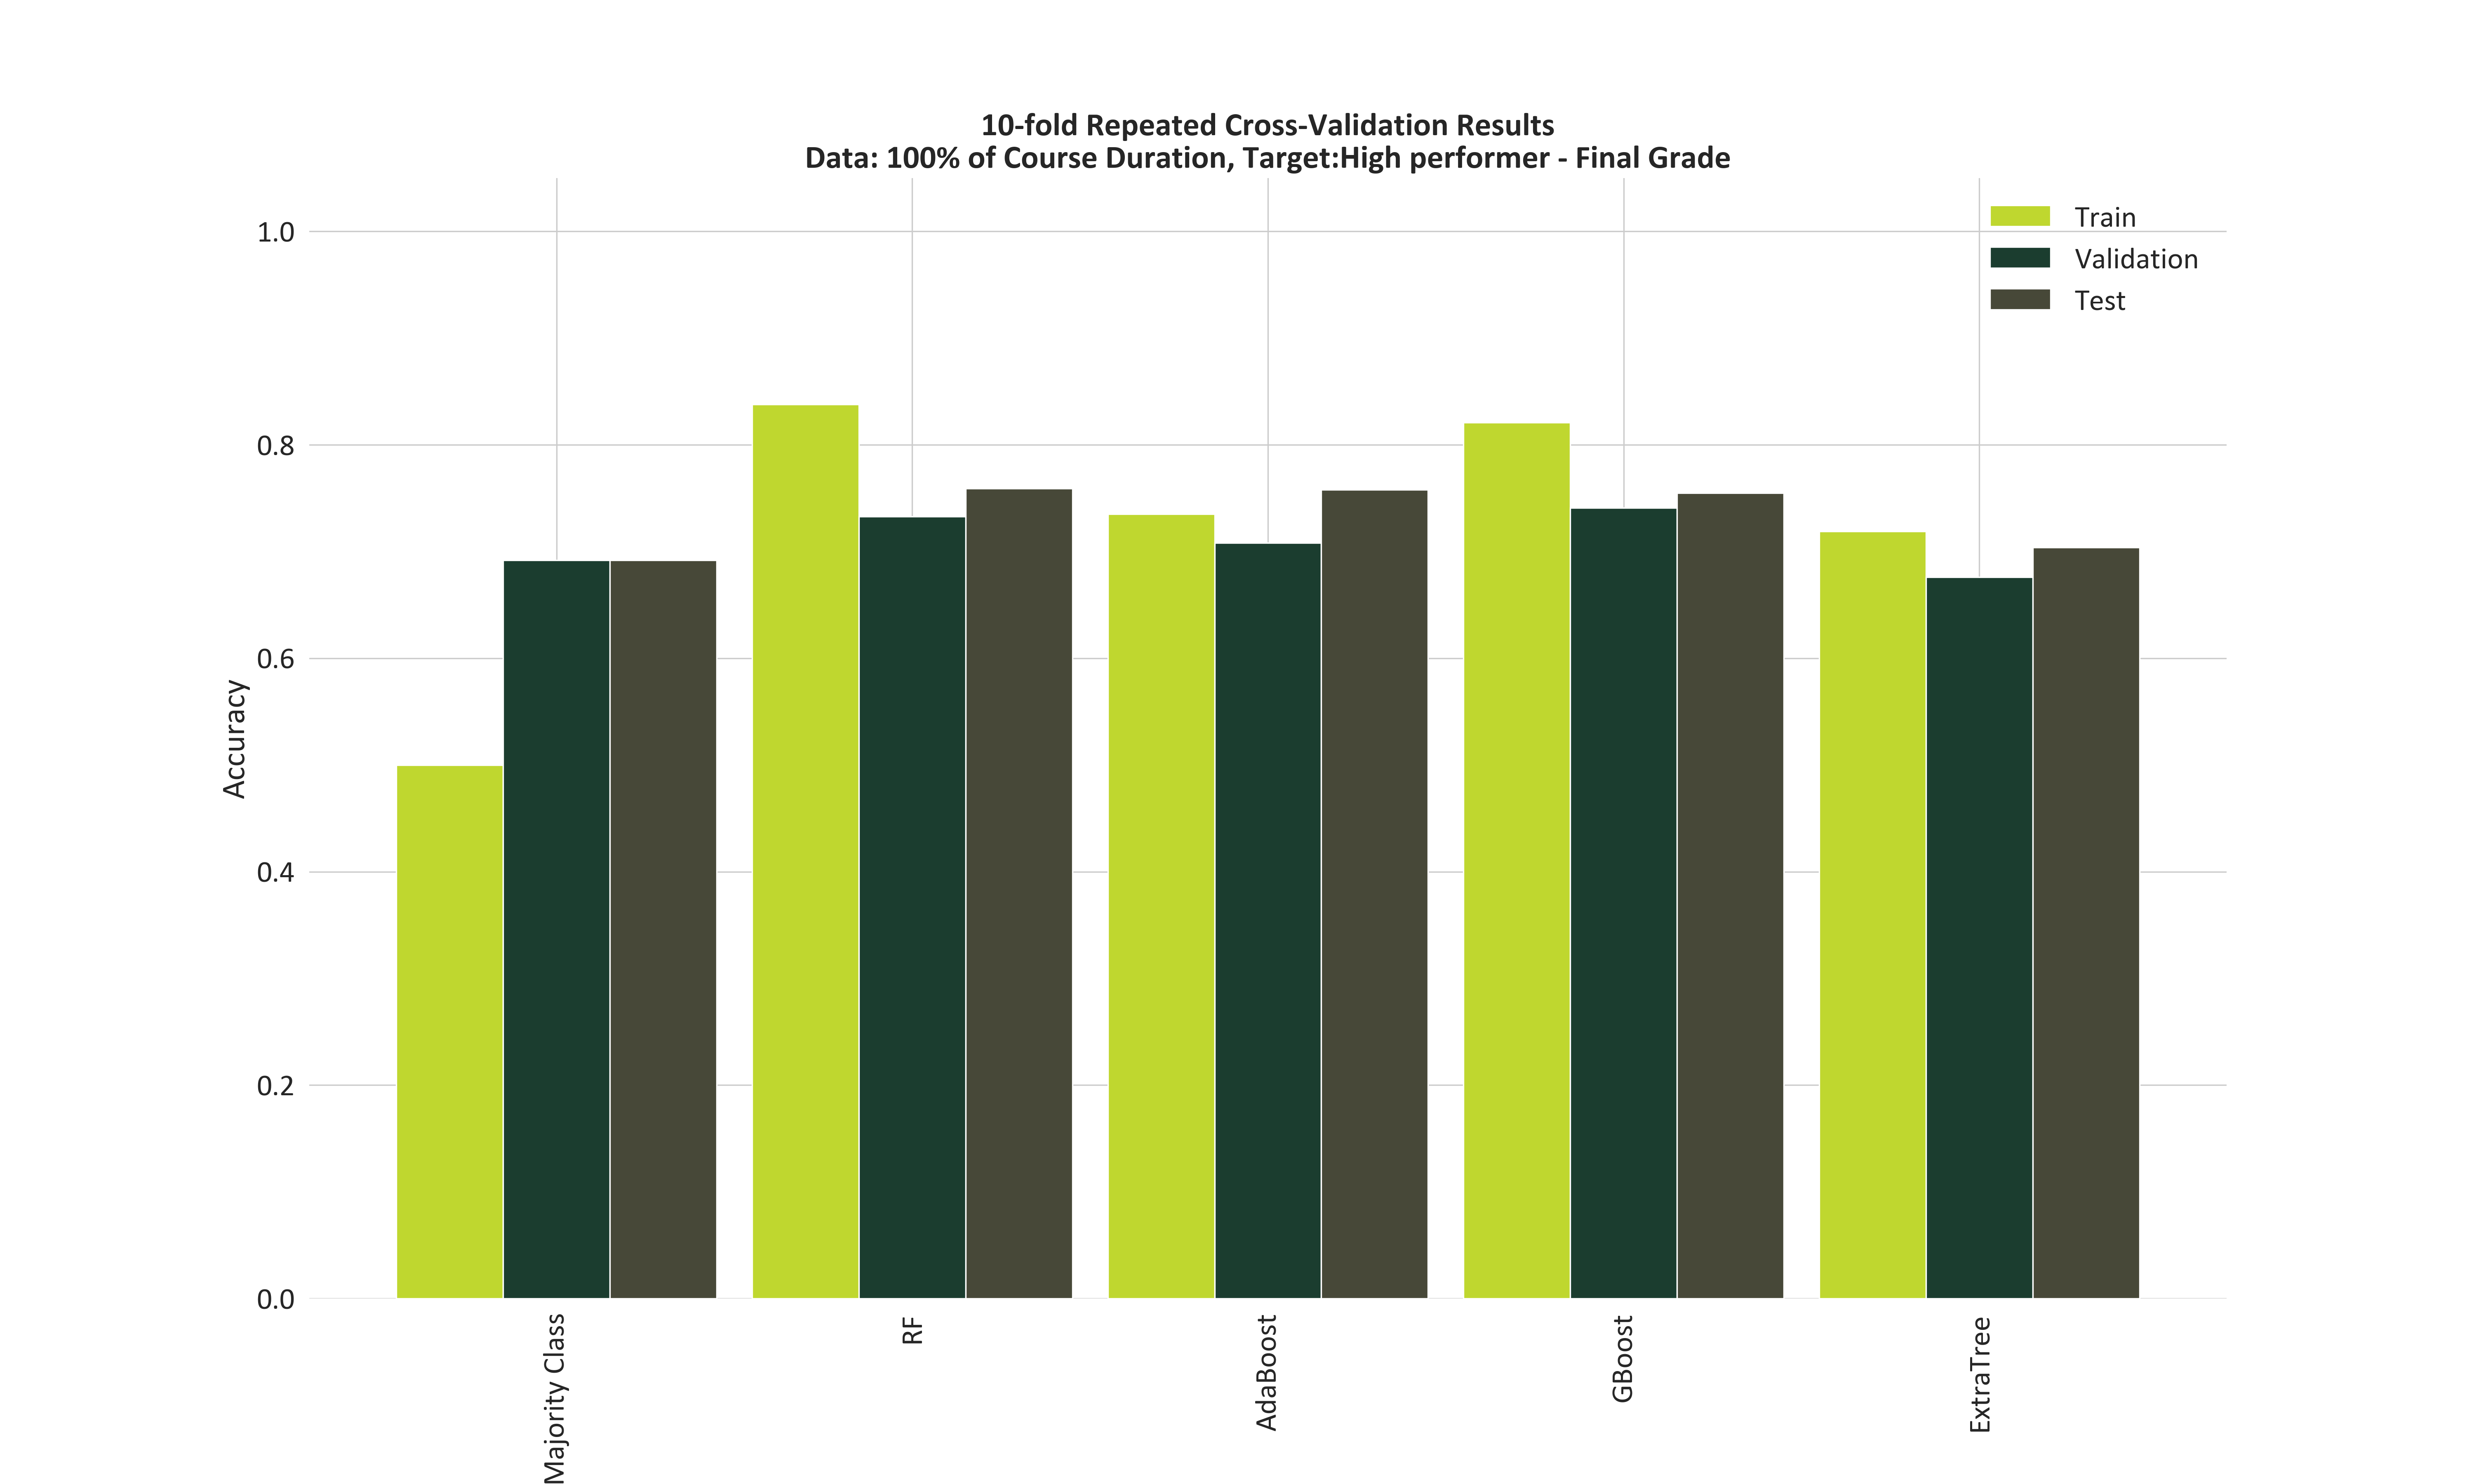 10-fold Repeated Cross-Validation Results
Data: 100% of Course Duration, Target:High performer - Final Grade
Train
Validation
Test
1.0
0.8
0.6
0.4
0.2
0.0
Accuracy
Majority Class
RF
AdaBoost
GBoost
ExtraTree